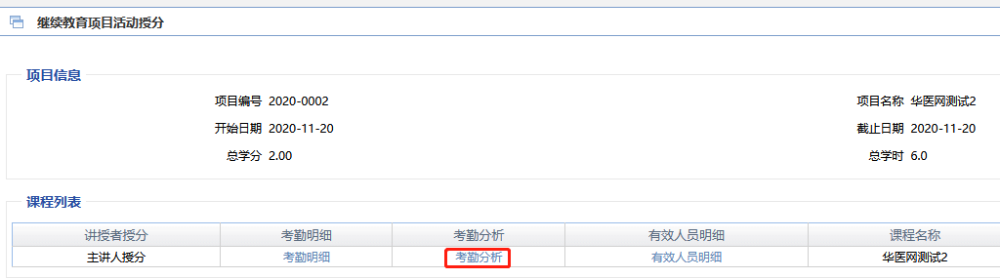 继续教育项目活动授分
项目信息
项目编号 2020-0002 项目名称 华医网测试2
开始日期 2020-11-20 截止日期 2020-11-20
总学分 2.00 总学时 6.0
课程列表
讲授者授分 考勤明细 考勤分析 有效人员明细 课程名称
主讲人授分 考勤明细 考勤分析 有效人员明细 华医网测试2